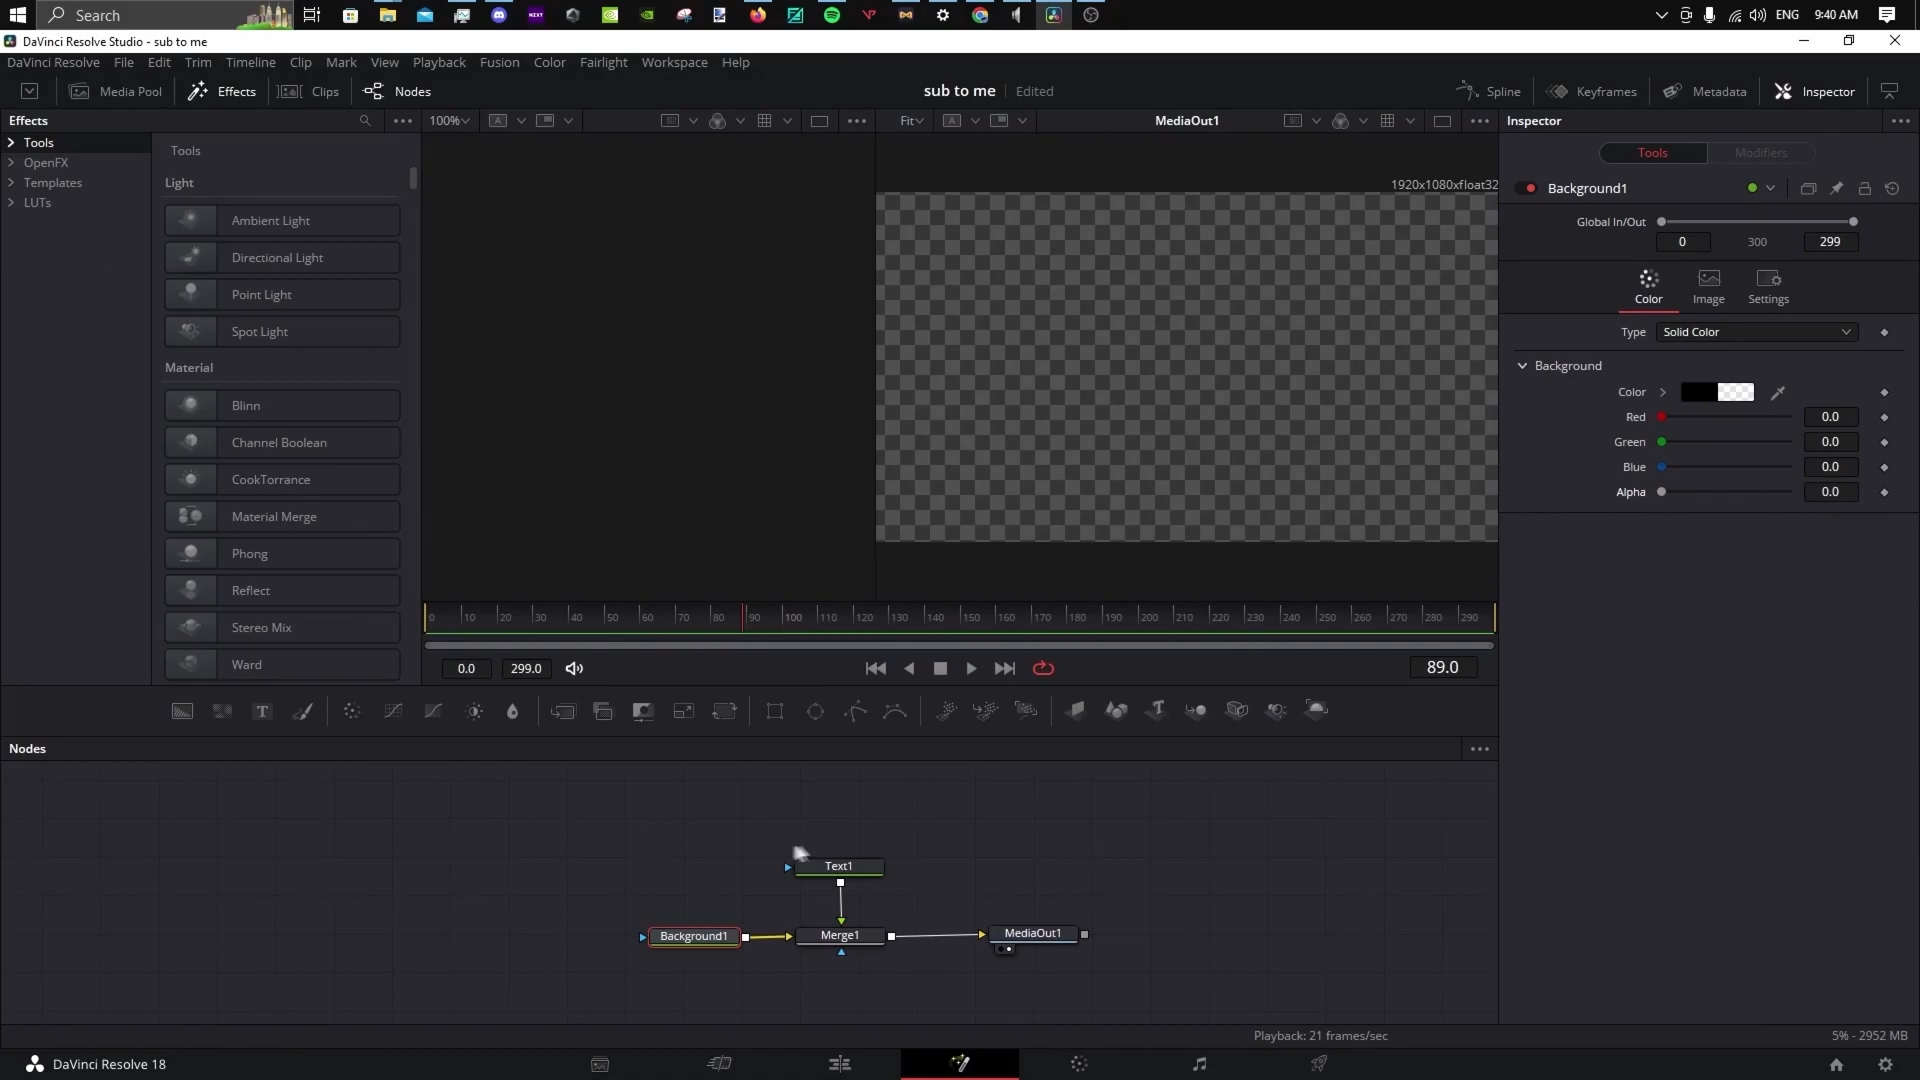 Search
NEXT
ENG
9:40 AM
DaVinci Resolve Studio - sub to me
DaVinci Resolve File Edit Trim Timeline Clip Mark View Playback Fusion Color Fairlight Workspace Help
Media Pool Effects Clips Nodes
sub to me Edited
Spline Keyframes Metadata Inspector
Effects
100%
A
Fit
A
MediaOut1
Inspector
Tools
OpenFX
Templates
LUTs
Tools
Light
Ambient Light
Directional Light
Point Light
Spot Light
Material
Blinn
Channel Boolean
CookTorrance
Material Merge
Phong
Reflect
Stereo Mix
Ward
1920x1080xfloat32
Tools Modifiers
Background1
Global In/Out
0 300 299
Color Image Settings
Type Solid Color
Background
Color
Red 0.0
Green 0.0
Blue 0.0
Alpha 0.0
0 10 20 30 40 50 60 70 80 90 100 110 120 130 140 150 160 170 180 190 200 210 220 230 240 250 260 270 280 290
0.0 299.0
89.0
T
T
Nodes
Text1
Background1 Merge1 MediaOut1
Playback: 21 frames/sec
5% - 2952 MB
DaVinci Resolve 18